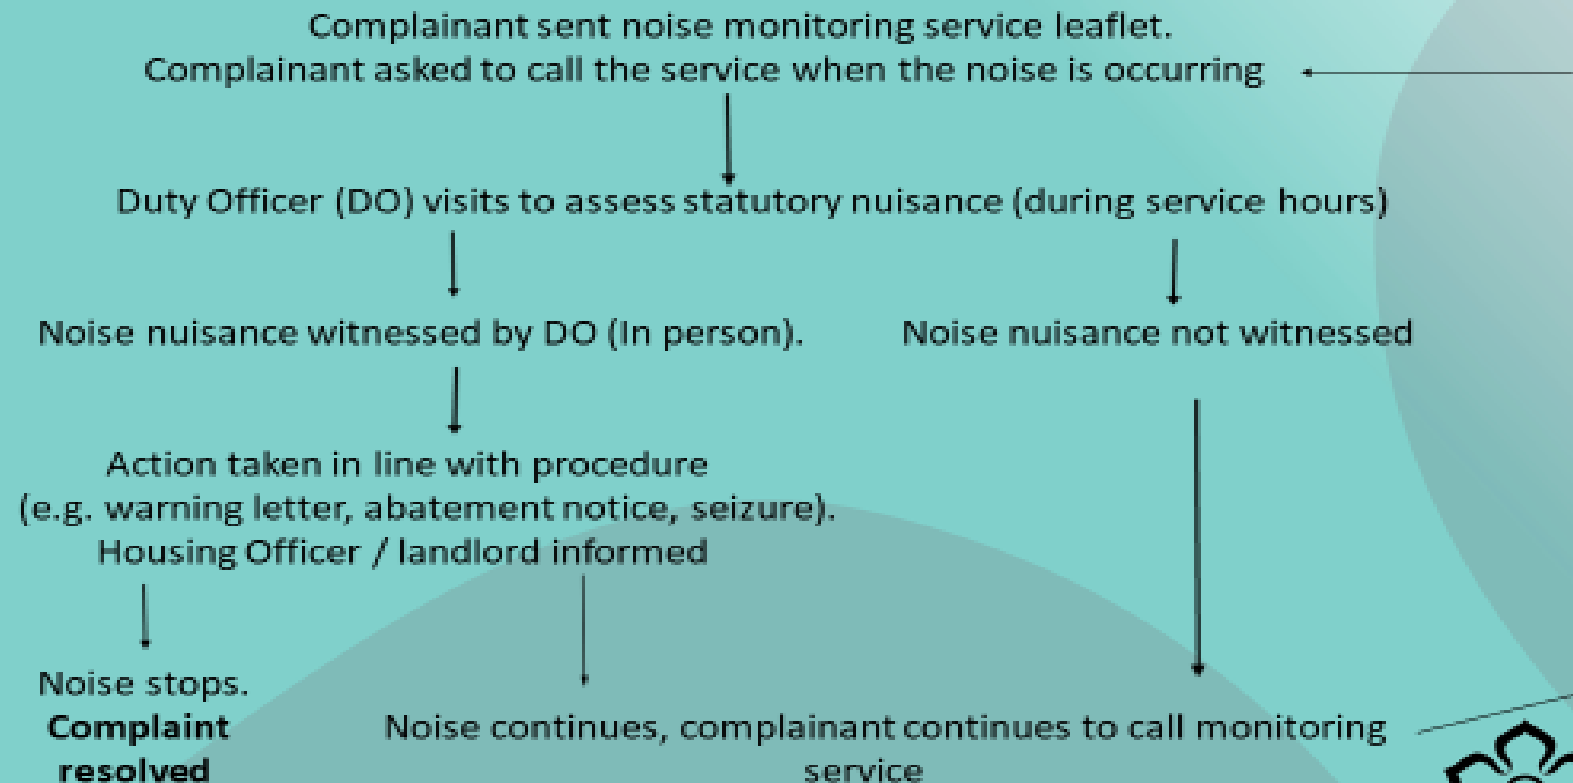 Complainant sent noise monitoring service leaflet.
Complainant asked to call the service when the noise is occurring
Duty Officer (DO) visits to assess statutory nuisance (during service hours)
Noise nuisance witnessed by DO (In person).
Noise nuisance not witnessed
Action taken in line with procedure
(e.g. warning letter, abatement notice, seizure).
Housing Officer / landlord informed
Noise stops.
Complaint
resolved
Noise continues, complainant continues to call monitoring
service